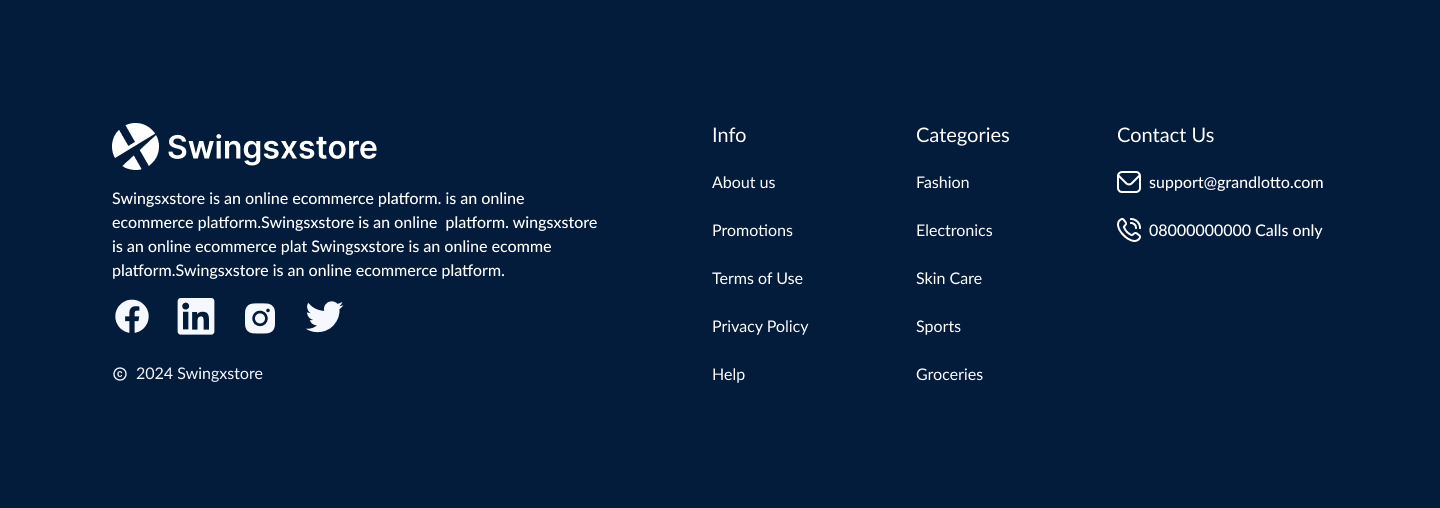 Swingsxstore
Swingsxstore is an online ecommerce platform. is an online
ecommerce platform.Swingsxstore is an online  platform. wingsxstore
is an online ecommerce plat Swingsxstore is an online ecomme
platform.Swingsxstore is an online ecommerce platform.
© 2024 Swingxstore
Info
About us
Promotions
Terms of Use
Privacy Policy
Help
Categories
Fashion
Electronics
Skin Care
Sports
Groceries
Contact Us
support@grandlotto.com
08000000000 Calls only